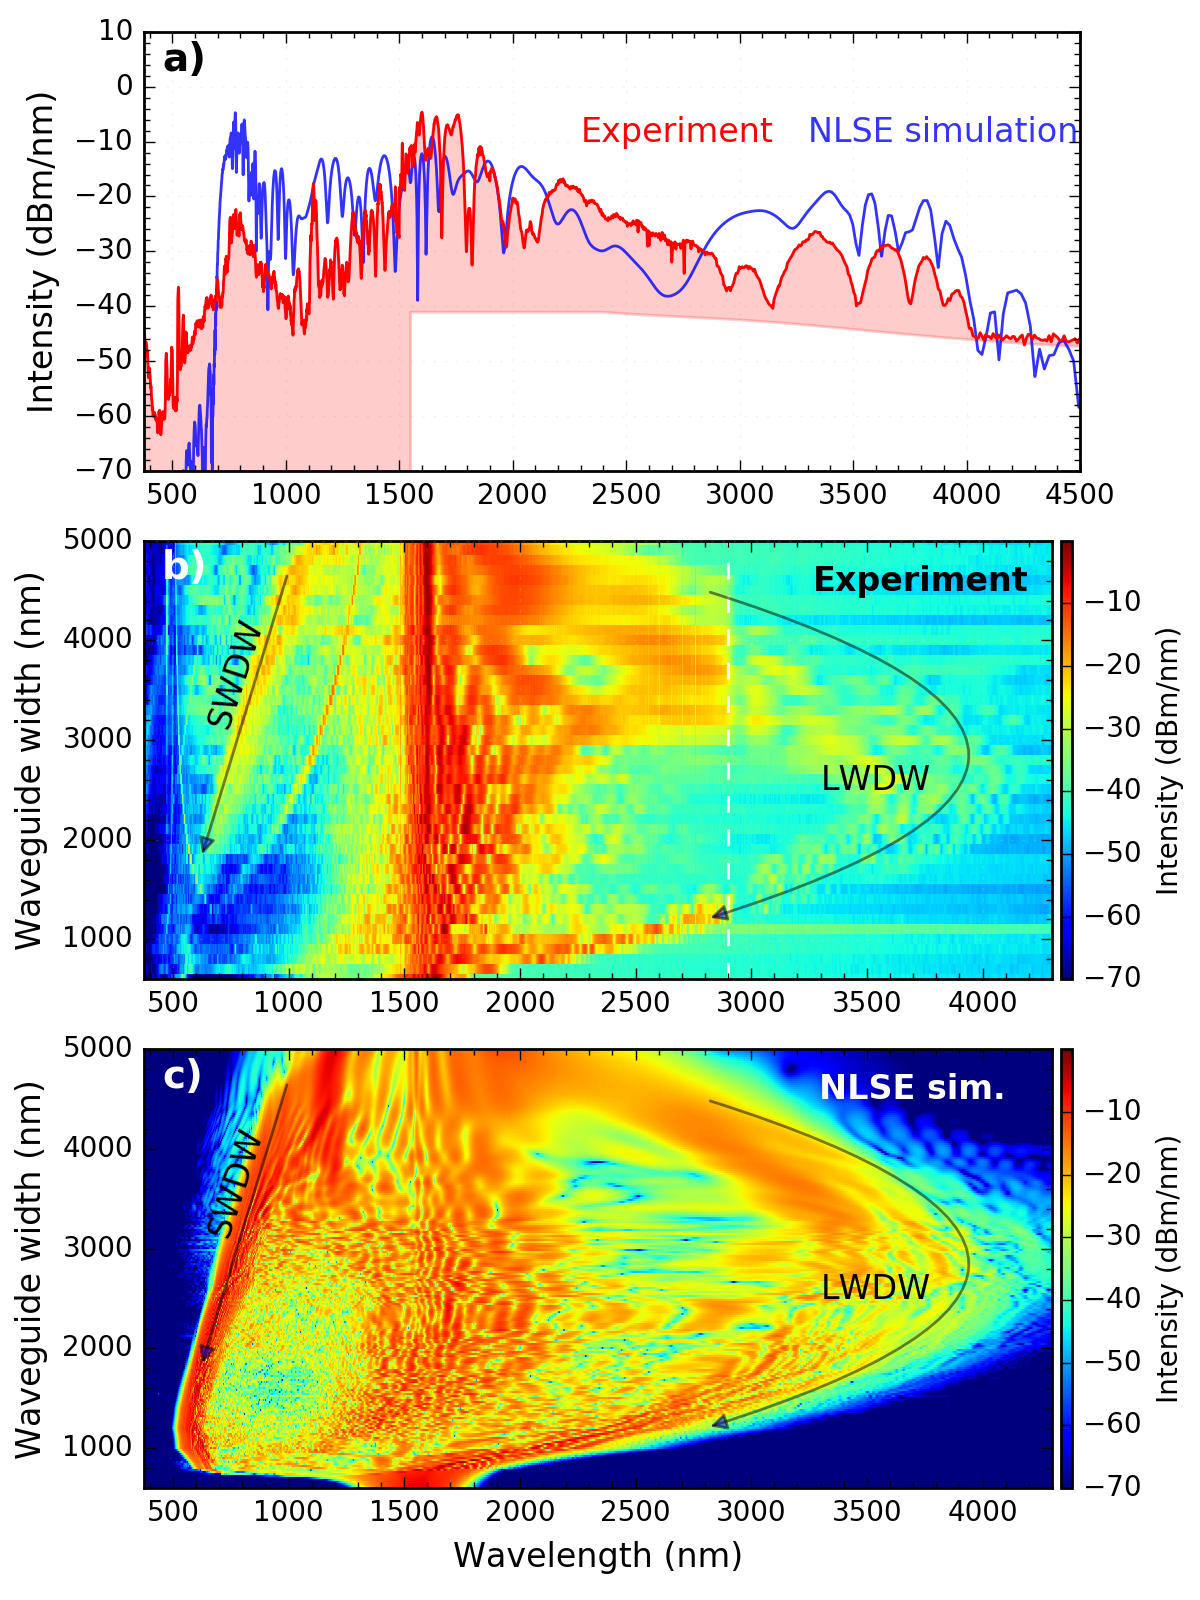 a)
Experiment NLSE simulation
Intensity (dBm/nm)
10
0
−10
−20
−30
−40
−50
−60
−70
500 1000 1500 2000 2500 3000 3500 4000 4500
b)
Experiment
SWDW
LWDW
Waveguide width (nm)
5000
4000
3000
2000
1000
500 1000 1500 2000 2500 3000 3500 4000
−10
−20
−30
−40
−50
−60
−70
Intensity (dBm/nm)
c)
NLSE sim.
SWDW
LWDW
Waveguide width (nm)
5000
4000
3000
2000
1000
500 1000 1500 2000 2500 3000 3500 4000
−10
−20
−30
−40
−50
−60
−70
Intensity (dBm/nm)
Wavelength (nm)